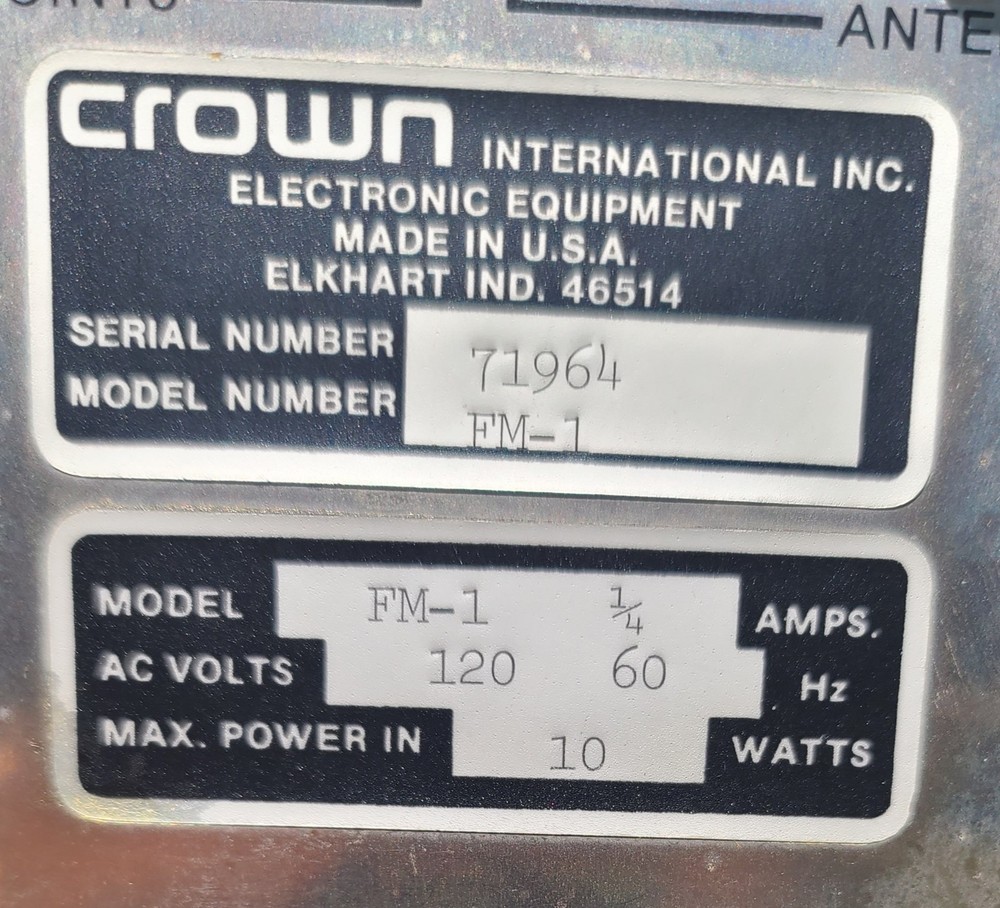 ANTE
crown INTERNATIONAL INC.
ELECTRONIC EQUIPMENT
MADE IN U.S.A.
ELKHART IND. 46514
SERIAL NUMBER 71964
MODEL NUMBER FM-1
MODEL FM-1 ¼ AMPS.
AC VOLTS 120 60 Hz
MAX. POWER IN 10 WATTS